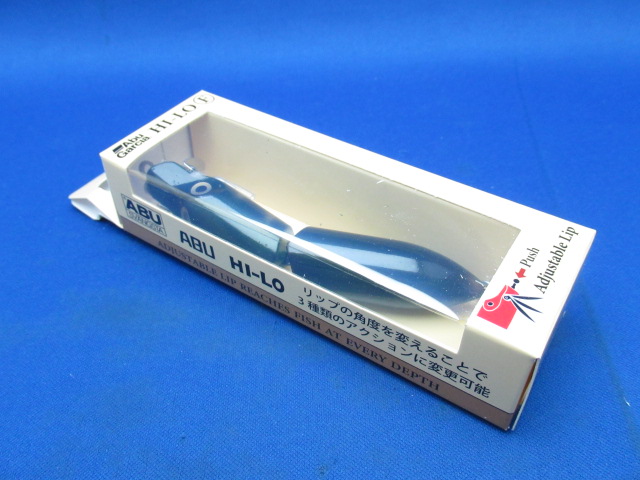 Abu
Garcia
HI-LO F
ABU
ABU HI-LO
リップの角度を変えることで
3種類のアクションに変更可能
ADJUSTABLE LIP REACHES FISH AT EVERY DEPTH
Push
Adjustable Lip